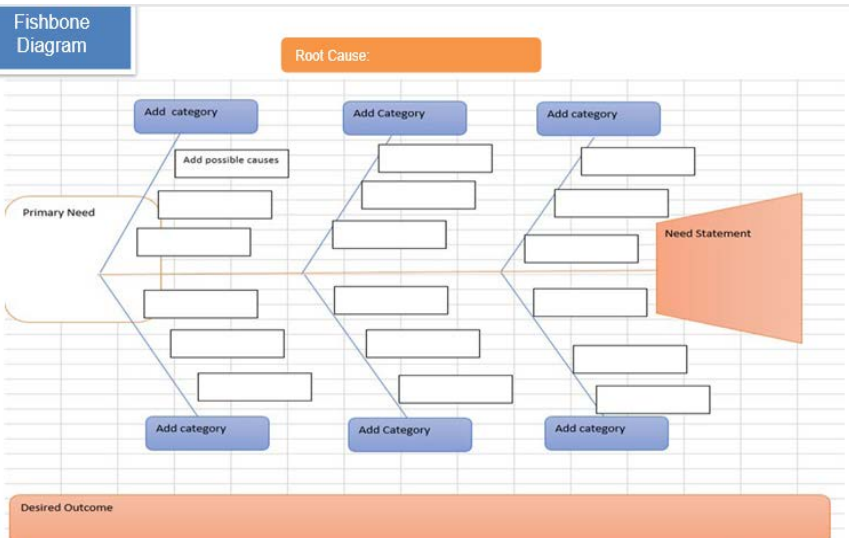 Fishbone
Diagram
Root Cause:
Add category
Add Category
Add category
Add possible causes
Primary Need
Need Statement
Add category
Add Category
Add category
Desired Outcome